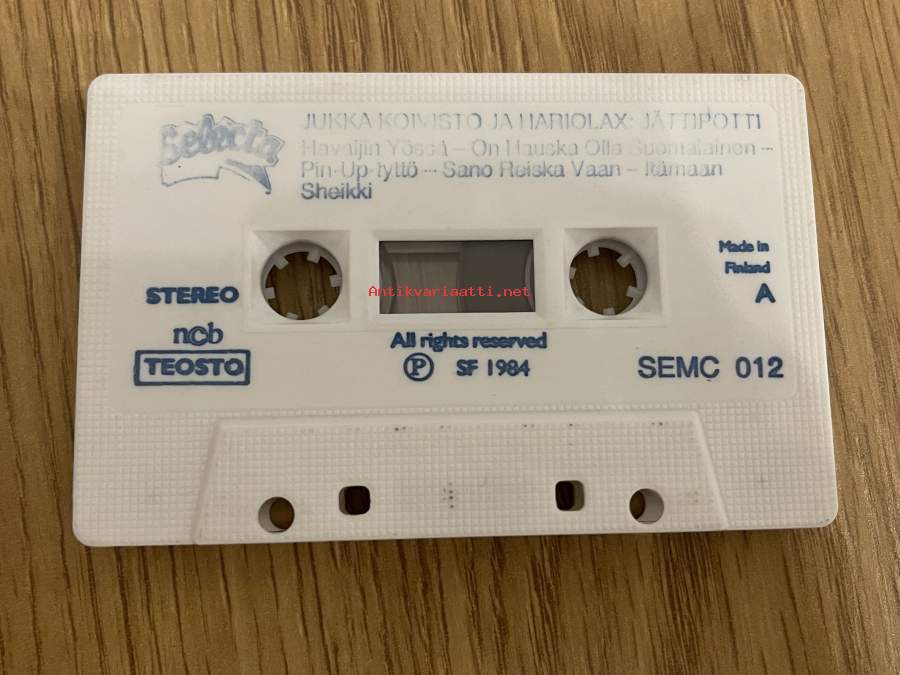 Selecta
JUKKA KOIVISTO JA HARIOLAX: JÄTTIPOTTI
Havaijin Yössä – On Hauska Olla Suomalainen –
Pin-Up-tyttö – Sano Reiska Vaan – Itämaan
Sheikki
Made in
Finland
STEREO
A
Antikvariaatti.net
ncb
TEOSTO
All rights reserved
Ⓟ SF 1984
SEMC 012